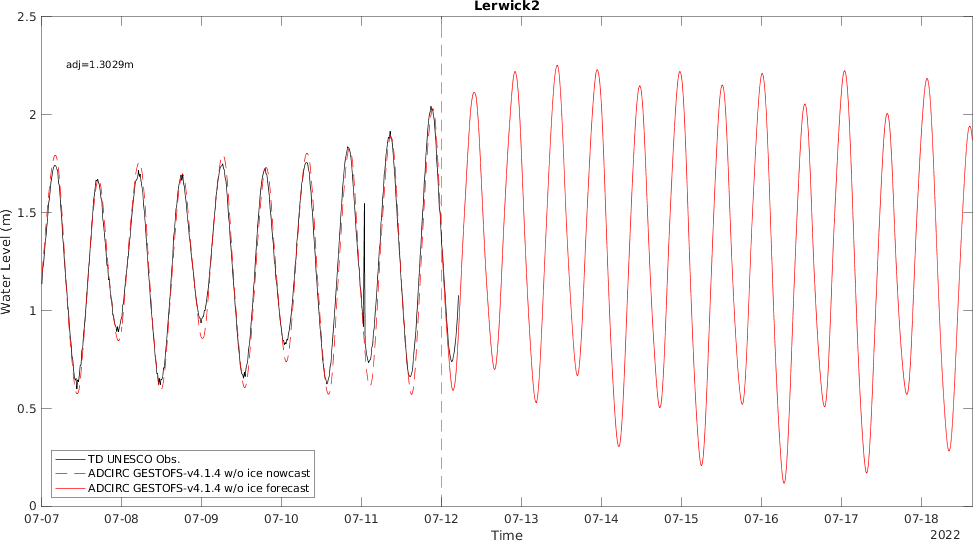 Lerwick2
adj=1.3029m
2.5
2
1.5
1
0.5
0
Water Level (m)
TD UNESCO Obs.
ADCIRC GESTOFS-v4.1.4 w/o ice nowcast
ADCIRC GESTOFS-v4.1.4 w/o ice forecast
07-07 07-08 07-09 07-10 07-11 07-12 07-13 07-14 07-15 07-16 07-17 07-18
Time
2022